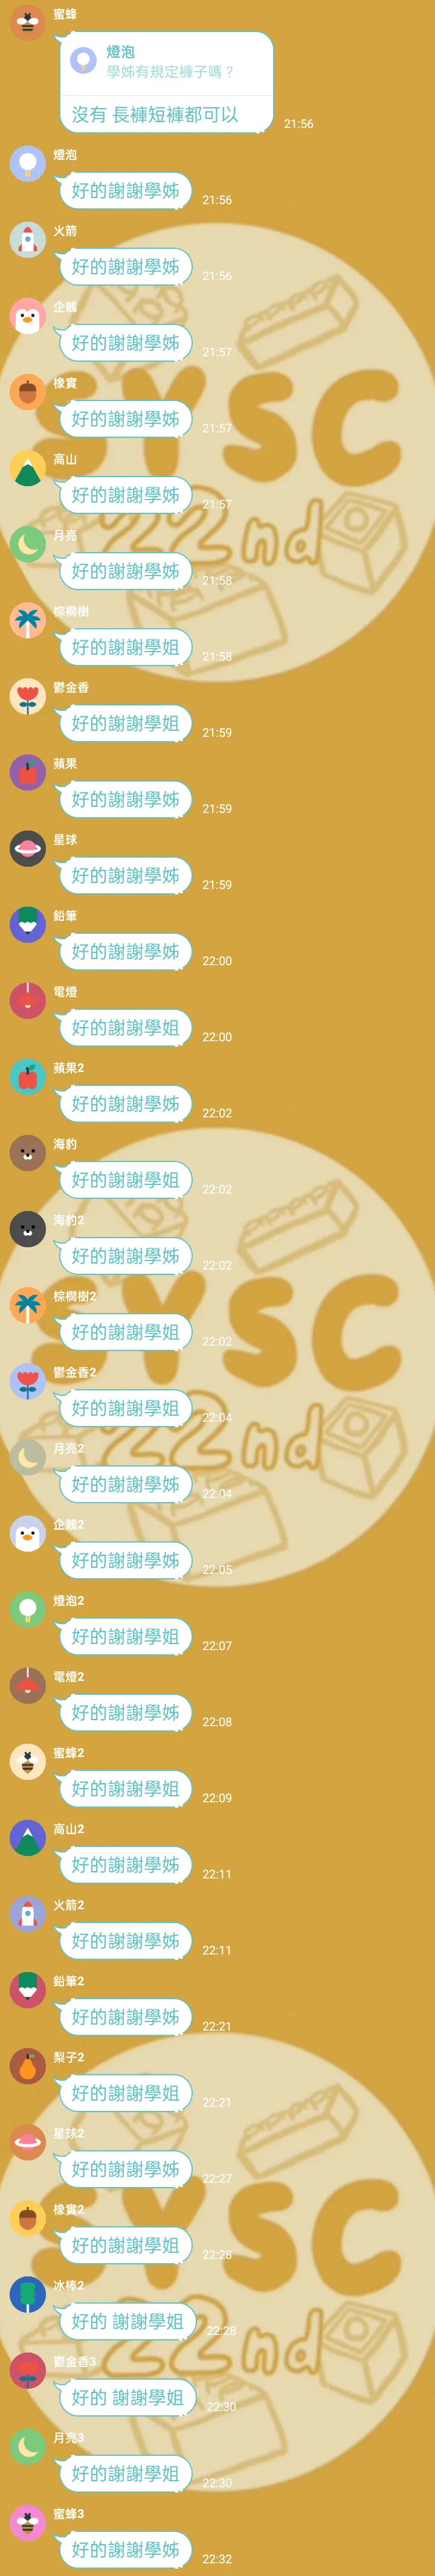 蜜蜂
燈泡
學姊有規定褲子嗎？
沒有 長褲短褲都可以
21:56
燈泡
好的謝謝學姊
21:56
火箭
好的謝謝學姊
21:56
企鵝
好的謝謝學姊
21:57
橡實
好的謝謝學姊
21:57
高山
好的謝謝學姊
21:57
月亮
好的謝謝學姊
21:58
棕櫚樹
好的謝謝學姐
21:58
鬱金香
好的謝謝學姐
21:59
蘋果
好的謝謝學姊
21:59
星球
好的謝謝學姊
21:59
鉛筆
好的謝謝學姊
22:00
電燈
好的謝謝學姐
22:00
蘋果2
好的謝謝學姊
22:02
海豹
好的謝謝學姐
22:02
海豹2
好的謝謝學姊
22:02
棕櫚樹2
好的謝謝學姐
22:02
鬱金香2
好的謝謝學姐
22:04
月亮2
好的謝謝學姊
22:04
企鵝2
好的謝謝學姊
22:05
燈泡2
好的謝謝學姐
22:07
電燈2
好的謝謝學姊
22:08
蜜蜂2
好的謝謝學姐
22:09
高山2
好的謝謝學姊
22:11
火箭2
好的謝謝學姊
22:11
鉛筆2
好的謝謝學姊
22:21
梨子2
好的謝謝學姐
22:21
星球2
好的謝謝學姊
22:27
橡實2
好的謝謝學姐
22:28
冰棒2
好的 謝謝學姐
22:28
鬱金香3
好的 謝謝學姐
22:30
月亮3
好的謝謝學姊
22:30
蜜蜂3
好的謝謝學姊
22:32
SYSC
22nd
SYSC
22nd
SYSC
22nd